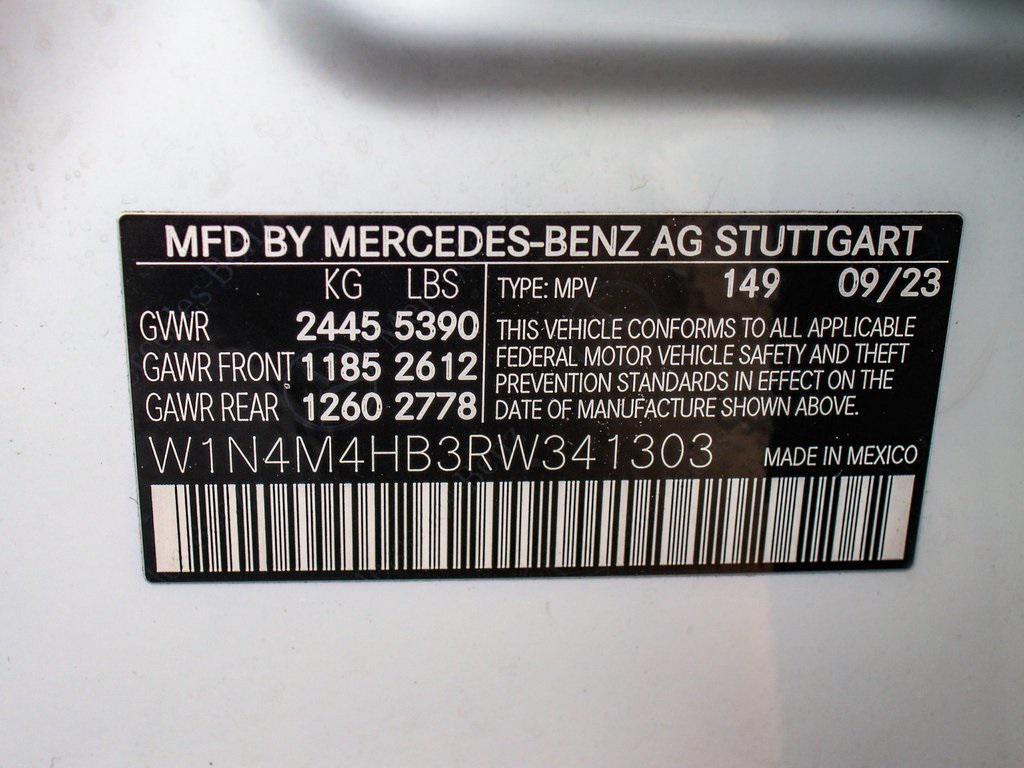 MFD BY MERCEDES-BENZ AG STUTTGART
KG LBS
GVWR 2445 5390
GAWR FRONT 1185 2612
GAWR REAR 1260 2778
TYPE: MPV 149 09/23
THIS VEHICLE CONFORMS TO ALL APPLICABLE
FEDERAL MOTOR VEHICLE SAFETY AND THEFT
PREVENTION STANDARDS IN EFFECT ON THE
DATE OF MANUFACTURE SHOWN ABOVE.
W1N4M4HB3RW341303 MADE IN MEXICO